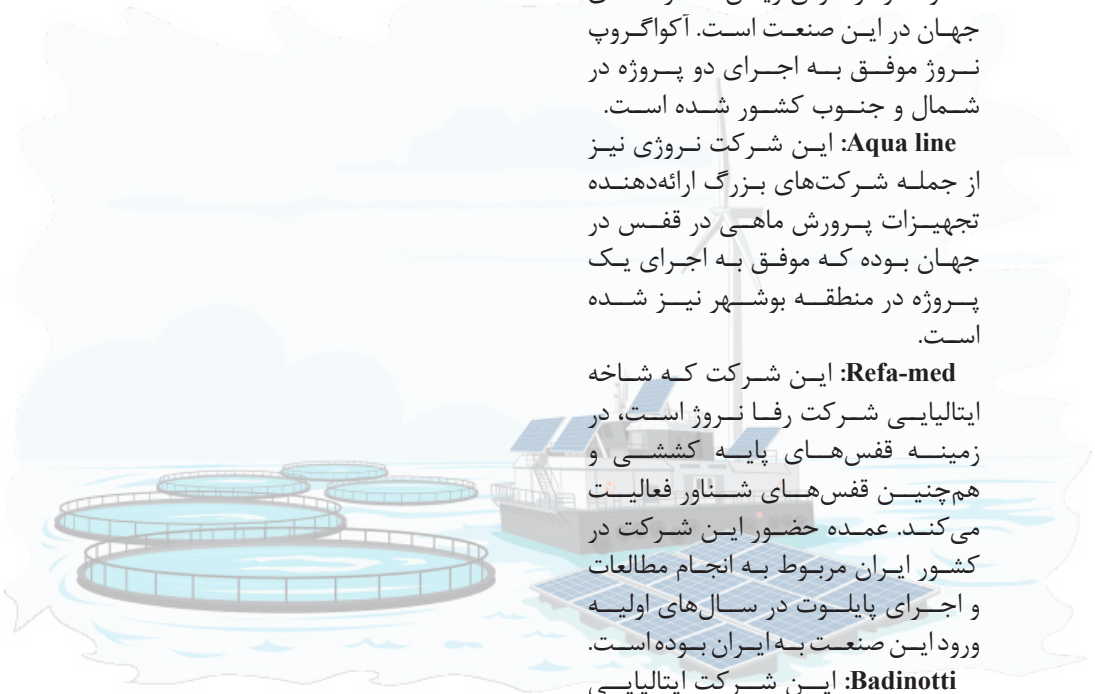 جهان در این صنعت است. آکواگروپ
نروژ موفق به اجرای دو پروژه در
شمال و جنوب کشور شده است.
Aqua line: این شرکت نروژی نیز
از جمله شرکت‌های بزرگ ارائه‌دهنده
تجهیزات پرورش ماهی در قفس در
جهان بوده که موفق به اجرای یک
پروژه در منطقه بوشهر نیز شده
است.
Refa-med: این شرکت که شاخه
ایتالیایی شرکت رفا نروژ است، در
زمینه قفس‌های پایه کششی و
هم‌چنین قفس‌های شناور فعالیت
می‌کند. عمده حضور این شرکت در
کشور ایران مربوط به انجام مطالعات
و اجرای پایلوت در سال‌های اولیه
ورود این صنعت به ایران بوده است.
Badinotti: این شرکت ایتالیایی